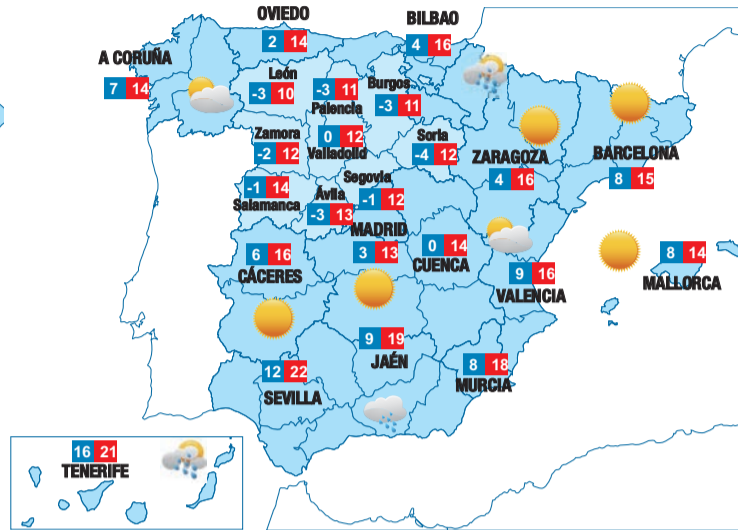 OVIEDO
2 14
BILBAO
4 16
A CORUÑA
7 14
León
-3 10
-3 11
Palencia
Burgos
-3 11
Zamora
-2 12
0 12
Valladolid
Soria
-4 12
ZARAGOZA
4 16
BARCELONA
8 15
-1 14
Salamanca
Ávila
-3 13
Segovia
-1 12
MADRID
3 13
0 14
CUENCA
6 16
CÁCERES
9 16
VALENCIA
8 14
MALLORCA
9 19
JAÉN
8 18
MURCIA
12 22
SEVILLA
16 21
TENERIFE